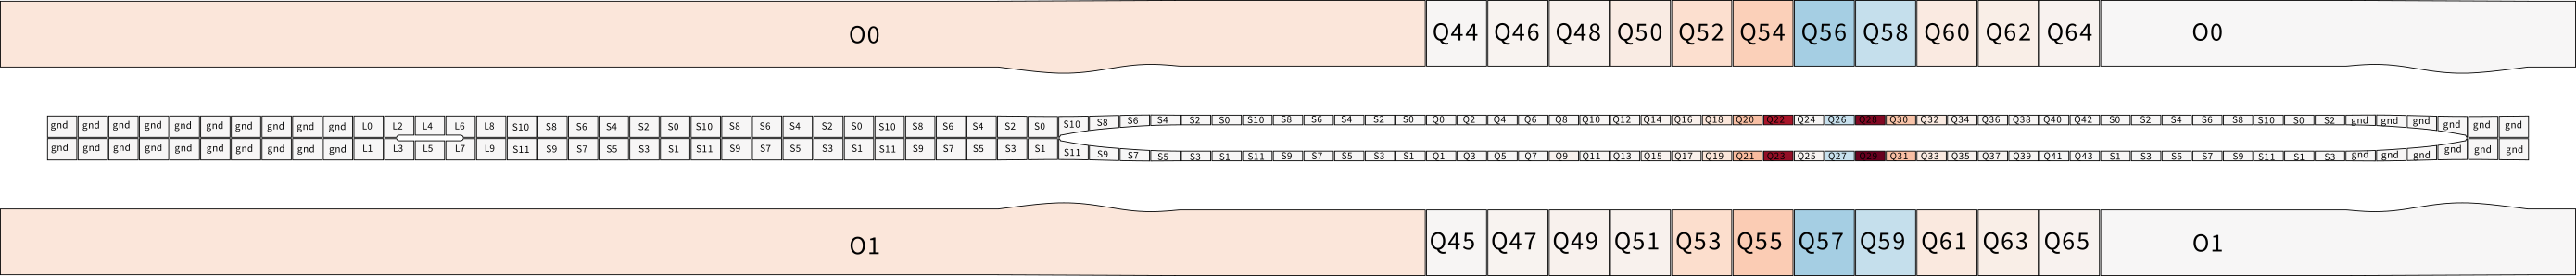 O0 Q44 Q46 Q48 Q50 Q52 Q54 Q56 Q58 Q60 Q62 Q64 O0
gnd gnd gnd gnd gnd gnd gnd gnd gnd gnd L0 L2 L4 L6 L8 S10 S8 S6 S4 S2 S0 S10 S8 S6 S4 S2 S0 S10 S8 S6 S4 S2 S0 S10 S8 S6 S4 S2 S0 S10 S8 S6 S4 S2 S0 Q0 Q2 Q4 Q6 Q8 Q10 Q12 Q14 Q16 Q18 Q20 Q22 Q24 Q26 Q28 Q30 Q32 Q34 Q36 Q38 Q40 Q42 S0 S2 S4 S6 S8 S10 S0 S2 gnd gnd gnd gnd gnd gnd
gnd gnd gnd gnd gnd gnd gnd gnd gnd gnd L1 L3 L5 L7 L9 S11 S9 S7 S5 S3 S1 S11 S9 S7 S5 S3 S1 S11 S9 S7 S5 S3 S1 S11 S9 S7 S5 S3 S1 S11 S9 S7 S5 S3 S1 Q1 Q3 Q5 Q7 Q9 Q11 Q13 Q15 Q17 Q19 Q21 Q23 Q25 Q27 Q29 Q31 Q33 Q35 Q37 Q39 Q41 Q43 S1 S3 S5 S7 S9 S11 S1 S3 gnd gnd gnd gnd gnd gnd
O1 Q45 Q47 Q49 Q51 Q53 Q55 Q57 Q59 Q61 Q63 Q65 O1